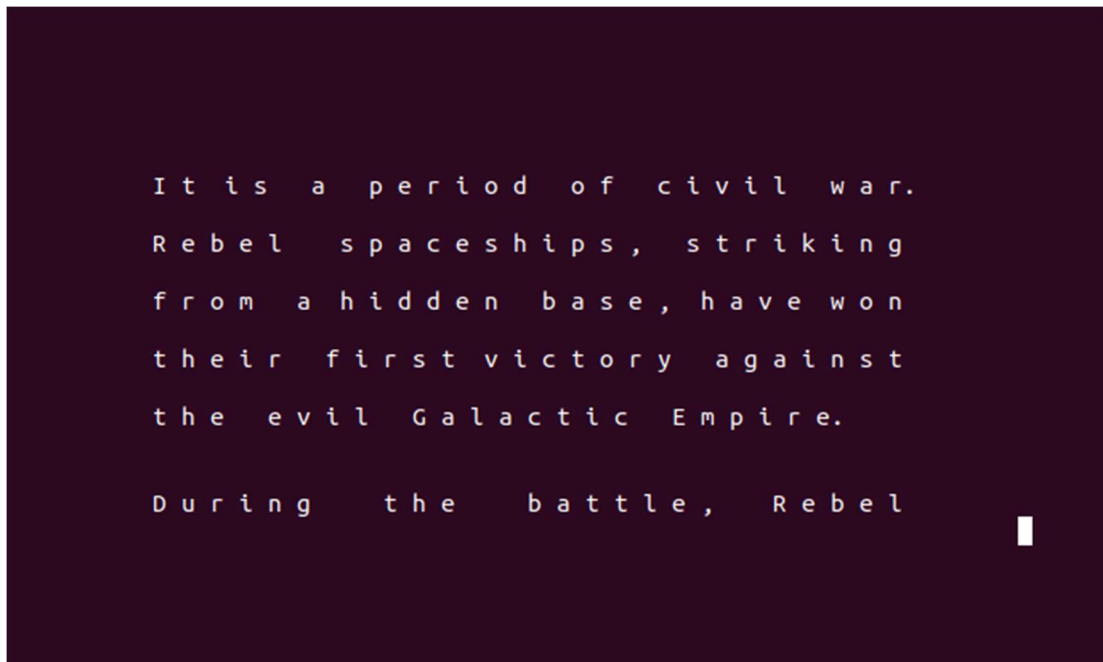 It is a period of civil war.
Rebel spaceships, striking
from a hidden base, have won
their first victory against
the evil Galactic Empire.
During the battle, Rebel